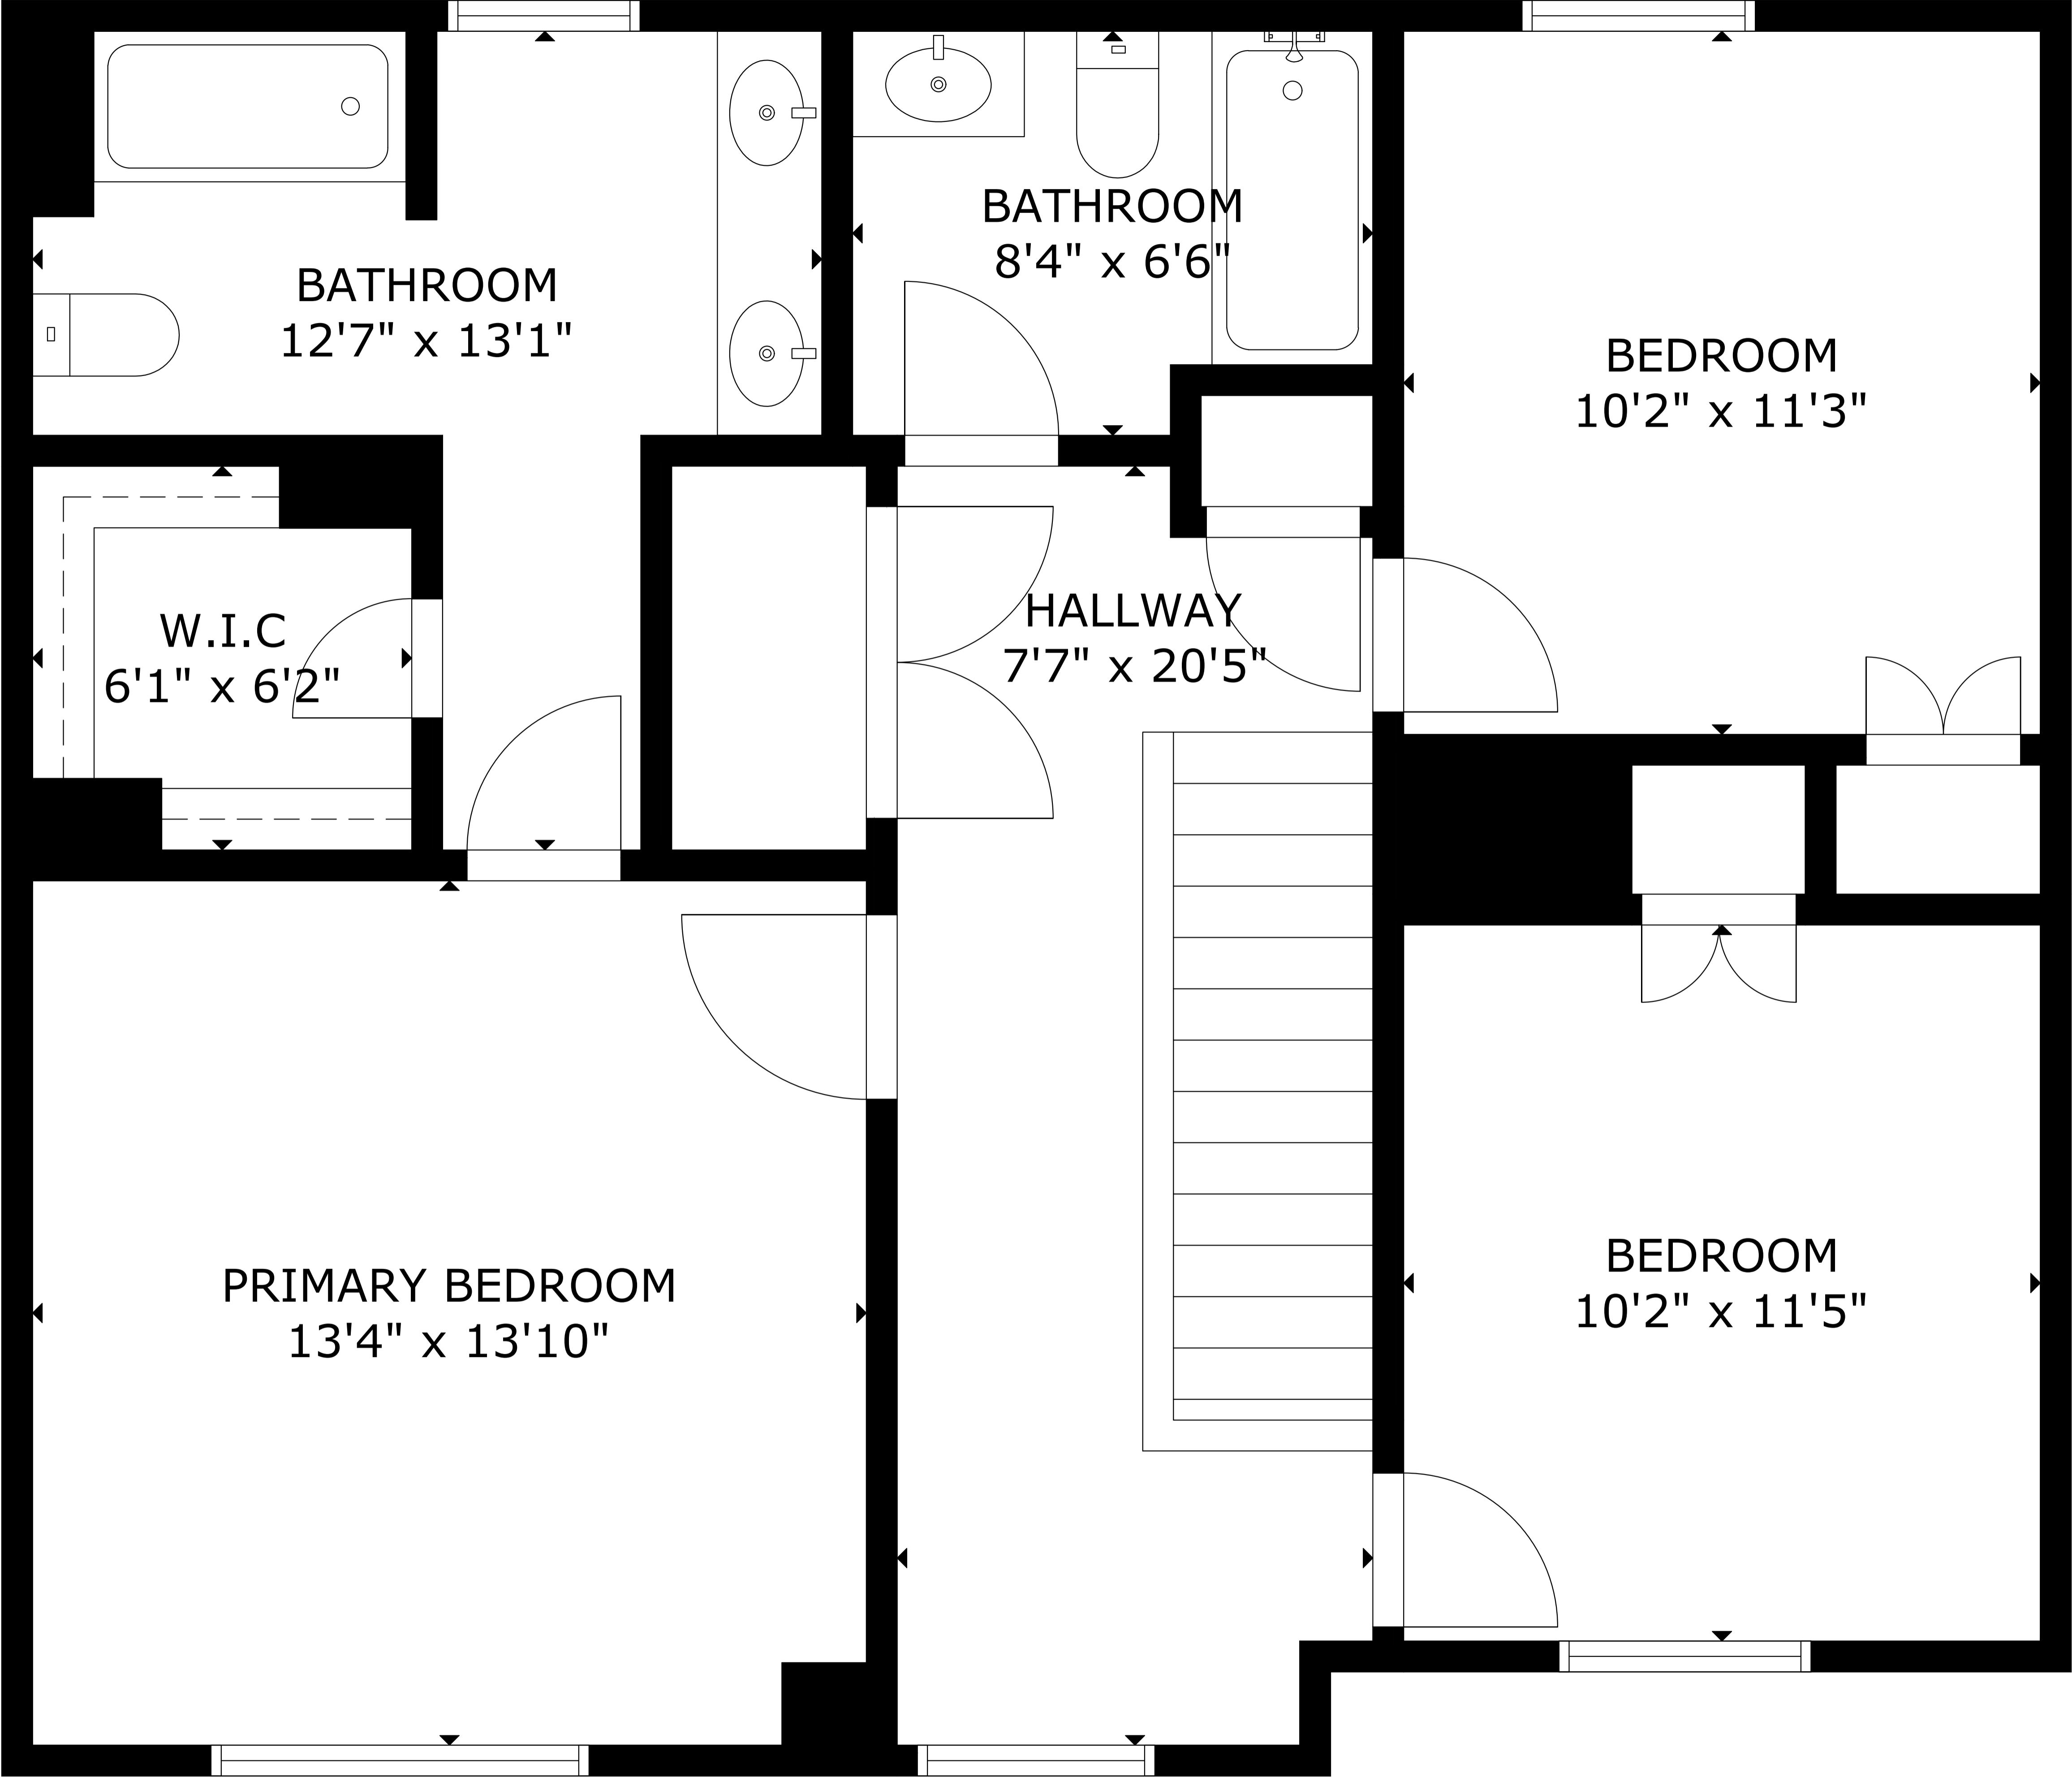 BATHROOM
12'7" x 13'1"
BATHROOM
8'4" x 6'6"
BEDROOM
10'2" x 11'3"
W.I.C
6'1" x 6'2"
HALLWAY
7'7" x 20'5"
PRIMARY BEDROOM
13'4" x 13'10"
BEDROOM
10'2" x 11'5"